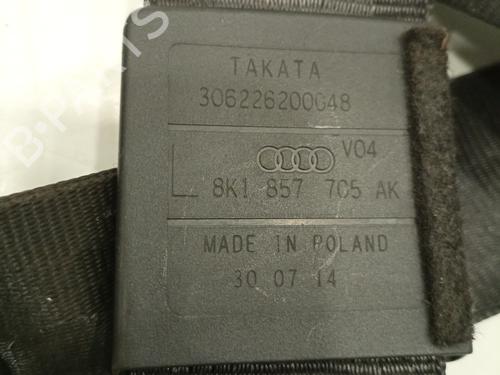 TAKATA
306226200048
V04
L 8K1 857 705 AK
MADE IN POLAND
30 07 14
B-PARTS